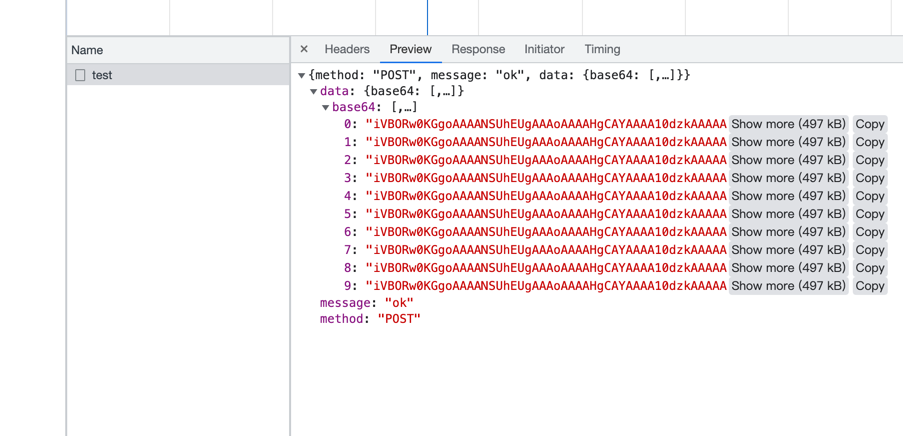 Name
× Headers Preview Response Initiator Timing
test
▼{method: "POST", message: "ok", data: {base64: [,…]}}
▼data: {base64: [,…]}
▼base64: [,…]
0: "iVBORw0KGgoAAAANSUhEUgAAAoAAAAHgCAYAAAA10dzkAAAAA Show more (497 kB) Copy
1: "iVBORw0KGgoAAAANSUhEUgAAAoAAAAHgCAYAAAA10dzkAAAAA Show more (497 kB) Copy
2: "iVBORw0KGgoAAAANSUhEUgAAAoAAAAHgCAYAAAA10dzkAAAAA Show more (497 kB) Copy
3: "iVBORw0KGgoAAAANSUhEUgAAAoAAAAHgCAYAAAA10dzkAAAAA Show more (497 kB) Copy
4: "iVBORw0KGgoAAAANSUhEUgAAAoAAAAHgCAYAAAA10dzkAAAAA Show more (497 kB) Copy
5: "iVBORw0KGgoAAAANSUhEUgAAAoAAAAHgCAYAAAA10dzkAAAAA Show more (497 kB) Copy
6: "iVBORw0KGgoAAAANSUhEUgAAAoAAAAHgCAYAAAA10dzkAAAAA Show more (497 kB) Copy
7: "iVBORw0KGgoAAAANSUhEUgAAAoAAAAHgCAYAAAA10dzkAAAAA Show more (497 kB) Copy
8: "iVBORw0KGgoAAAANSUhEUgAAAoAAAAHgCAYAAAA10dzkAAAAA Show more (497 kB) Copy
9: "iVBORw0KGgoAAAANSUhEUgAAAoAAAAHgCAYAAAA10dzkAAAAA Show more (497 kB) Copy
message: "ok"
method: "POST"